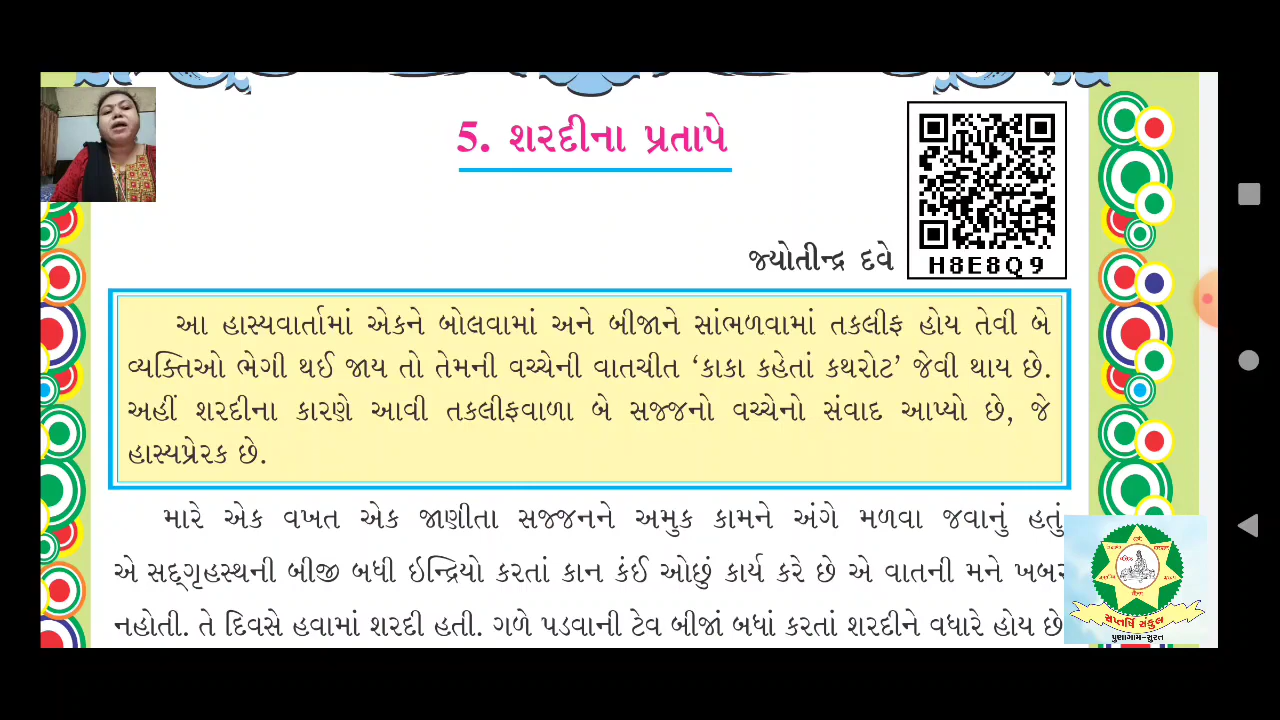 5. શરદીના પ્રતાપે
જ્યોતીન્દ્ર દવે
H8E8Q9
આ હાસ્યવાર્તામાં એકને બોલવામાં અને બીજાને સાંભળવામાં તકલીફ હોય તેવી બે
વ્યક્તિઓ ભેગી થઈ જાય તો તેમની વચ્ચેની વાતચીત ‘કાકા કહેતાં કથરોટ’ જેવી થાય છે.
અહીં શરદીના કારણે આવી તકલીફવાળા બે સજ્જનો વચ્ચેનો સંવાદ આપ્યો છે, જે
હાસ્યપ્રેરક છે.
મારે એક વખત એક જાણીતા સજ્જનને અમુક કામને અંગે મળવા જવાનું હતું
એ સદ્‌ગૃહસ્થની બીજી બધી ઇન્દ્રિયો કરતાં કાન કંઈ ઓછું કાર્ય કરે છે એ વાતની મને ખબર
નહોતી. તે દિવસે હવામાં શરદી હતી. ગળે પડવાની ટેવ બીજાં બધાં કરતાં શરદીને વધારે હોય છે
સપ્તર્ષિ સંકુલ
પુણાગામ-સુરત